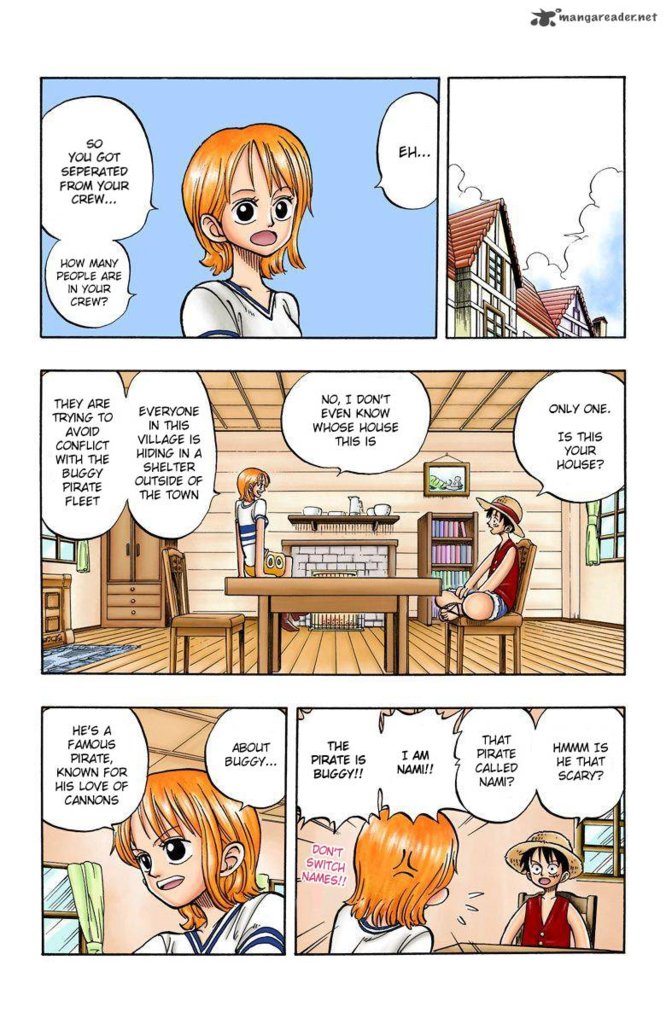 mangareader.net
EH...
SO
YOU GOT
SEPERATED
FROM YOUR
CREW...
HOW MANY
PEOPLE ARE
IN YOUR
CREW?
ONLY ONE.
IS THIS
YOUR
HOUSE?
NO, I DON'T
EVEN KNOW
WHOSE HOUSE
THIS IS
EVERYONE
IN THIS
VILLAGE IS
HIDING IN A
SHELTER
OUTSIDE OF
THE TOWN
THEY ARE
TRYING TO
AVOID
CONFLICT
WITH THE
BUGGY
PIRATE
FLEET
HMMM IS
HE THAT
SCARY?
THAT
PIRATE
CALLED
NAMI?
I AM
NAMI!!
THE
PIRATE IS
BUGGY!!
DON'T
SWITCH
NAMES!!
ABOUT
BUGGY...
HE'S A
FAMOUS
PIRATE,
KNOWN FOR
HIS LOVE OF
CANNONS